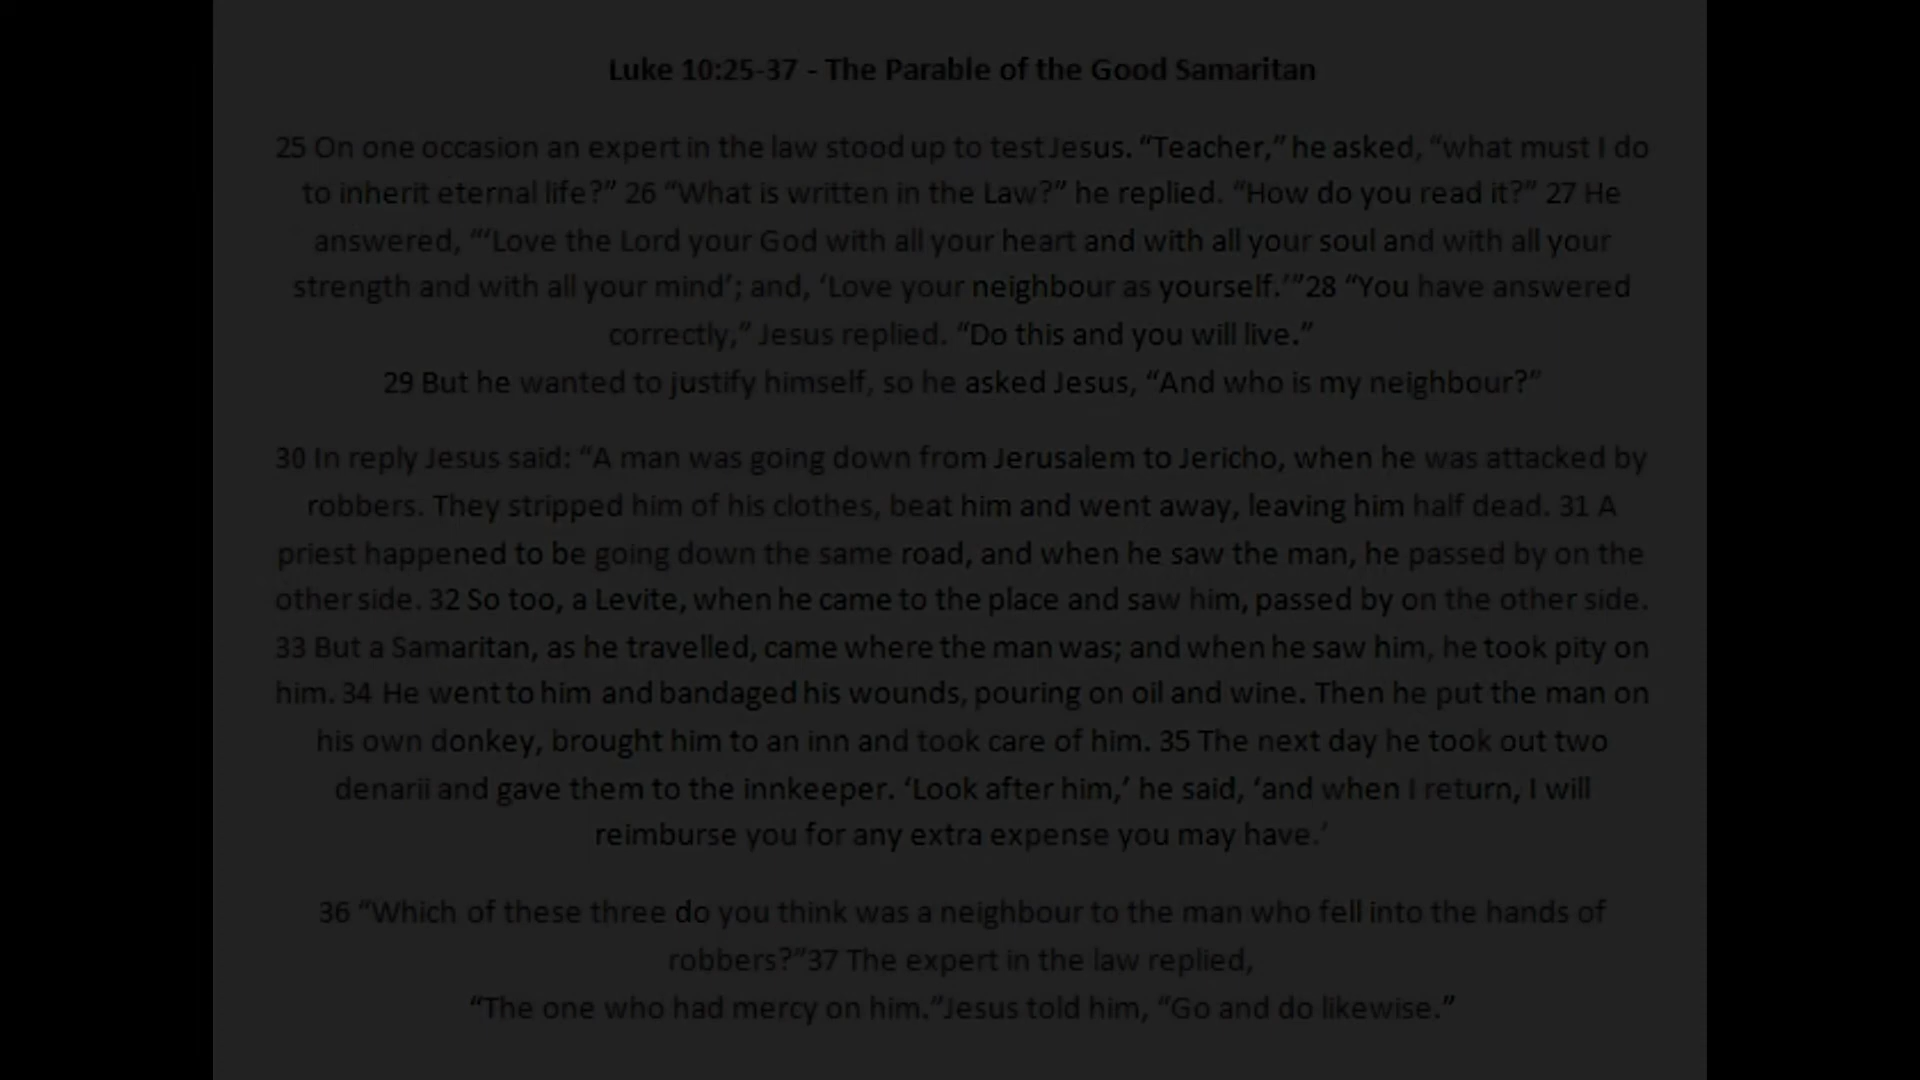 Luke 10:25-37 - The Parable of the Good Samaritan
25 On one occasion an expert in the law stood up to test Jesus. “Teacher,” he asked, “what must I do
to inherit eternal life?” 26 “What is written in the Law?” he replied. “How do you read it?” 27 He
answered, “‘Love the Lord your God with all your heart and with all your soul and with all your
strength and with all your mind’; and, ‘Love your neighbour as yourself.’”28 “You have answered
correctly,” Jesus replied. “Do this and you will live.”
29 But he wanted to justify himself, so he asked Jesus, “And who is my neighbour?”
30 In reply Jesus said: “A man was going down from Jerusalem to Jericho, when he was attacked by
robbers. They stripped him of his clothes, beat him and went away, leaving him half dead. 31 A
priest happened to be going down the same road, and when he saw the man, he passed by on the
other side. 32 So too, a Levite, when he came to the place and saw him, passed by on the other side.
33 But a Samaritan, as he travelled, came where the man was; and when he saw him, he took pity on
him. 34 He went to him and bandaged his wounds, pouring on oil and wine. Then he put the man on
his own donkey, brought him to an inn and took care of him. 35 The next day he took out two
denarii and gave them to the innkeeper. ‘Look after him,’ he said, ‘and when I return, I will
reimburse you for any extra expense you may have.’
36 “Which of these three do you think was a neighbour to the man who fell into the hands of
robbers?”37 The expert in the law replied,
“The one who had mercy on him.”Jesus told him, “Go and do likewise.”